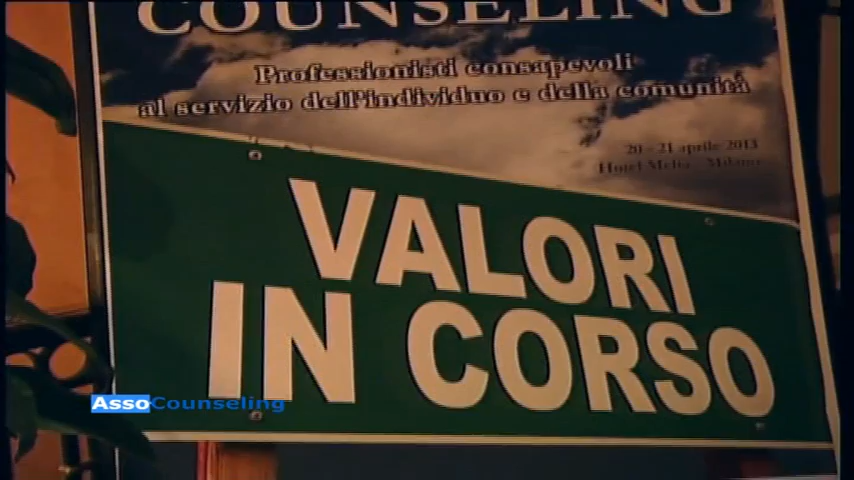 COUNSELING
Professionisti consapevoli
al servizio dell'individuo e della comunità
20 - 21 aprile 2013
Hotel Melià - Milano
VALORI
IN CORSO
AssoCounseling